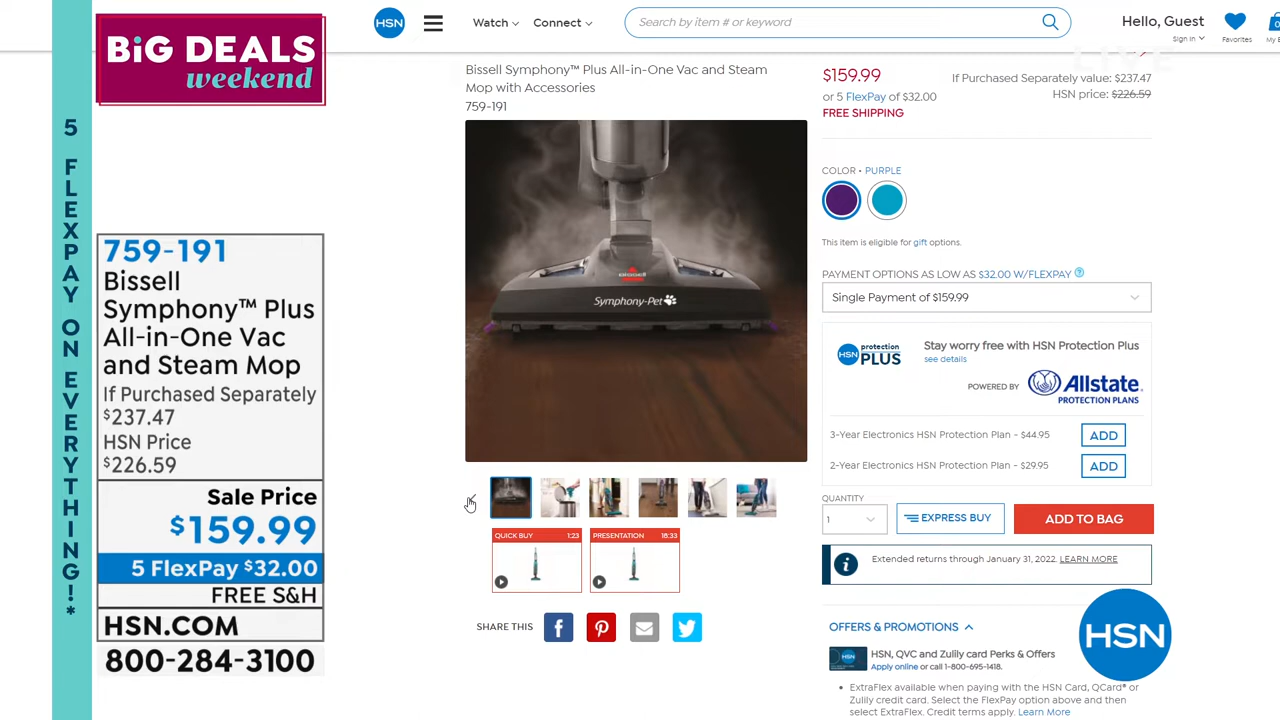 BiG DEALS
weekend
5 FLEXPAY ON EVERYTHING!*
759-191
Bissell
Symphony™ Plus
All-in-One Vac
and Steam Mop
If Purchased Separately
$237.47
HSN Price
$226.59
Sale Price
$159.99
5 FlexPay $32.00
FREE S&H
HSN.COM
800-284-3100
HSN
Watch
Connect
Search by item # or keyword
Hello, Guest
Sign In
Favorites
My
0
LIVE
Bissell Symphony™ Plus All-in-One Vac and Steam
Mop with Accessories
759-191
BISSELL
Symphony-Pet
QUICK BUY 1:23
PRESENTATION 18:33
SHARE THIS
$159.99
If Purchased Separately value: $237.47
or 5 FlexPay of $32.00
HSN price: $226.59
FREE SHIPPING
COLOR • PURPLE
This item is eligible for gift options.
PAYMENT OPTIONS AS LOW AS $32.00 W/FLEXPAY ?
Single Payment of $159.99
HSN protection PLUS
Stay worry free with HSN Protection Plus
see details
POWERED BY Allstate
PROTECTION PLANS
3-Year Electronics HSN Protection Plan - $44.95 ADD
2-Year Electronics HSN Protection Plan - $29.95 ADD
QUANTITY
1
EXPRESS BUY
ADD TO BAG
Extended returns through January 31, 2022. LEARN MORE
OFFERS & PROMOTIONS
HSN
HSN, QVC and Zulily card Perks & Offers
Apply online or call 1-800-695-1418.
• ExtraFlex available when paying with the HSN Card, QCard® or
Zulily credit card. Select the FlexPay option above and then
select ExtraFlex. Credit terms apply. Learn More